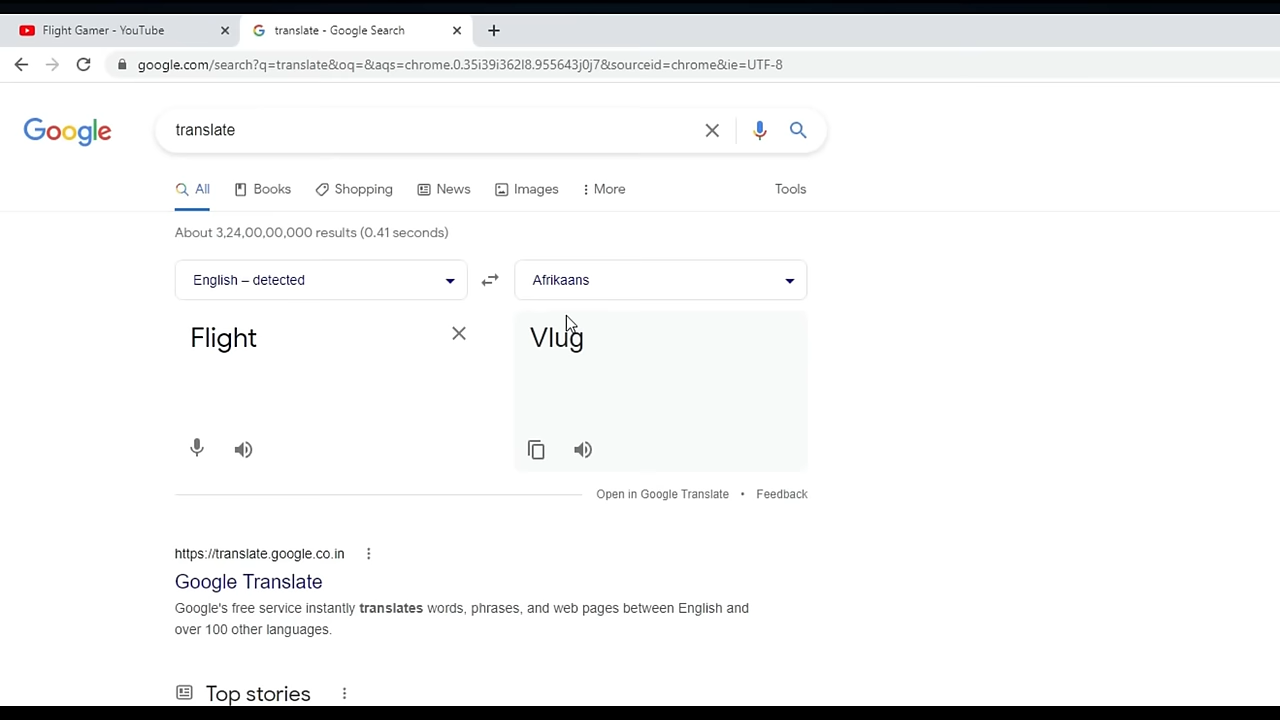 Flight Gamer - YouTube
translate - Google Search
google.com/search?q=translate&oq=&aqs=chrome.0.35i39i362l8.955643j0j7&sourceid=chrome&ie=UTF-8
Google
translate
All Books Shopping News Images More Tools
About 3,24,00,00,000 results (0.41 seconds)
English – detected
Afrikaans
Flight
Vlug
Open in Google Translate • Feedback
https://translate.google.co.in
Google Translate
Google's free service instantly translates words, phrases, and web pages between English and
over 100 other languages.
Top stories